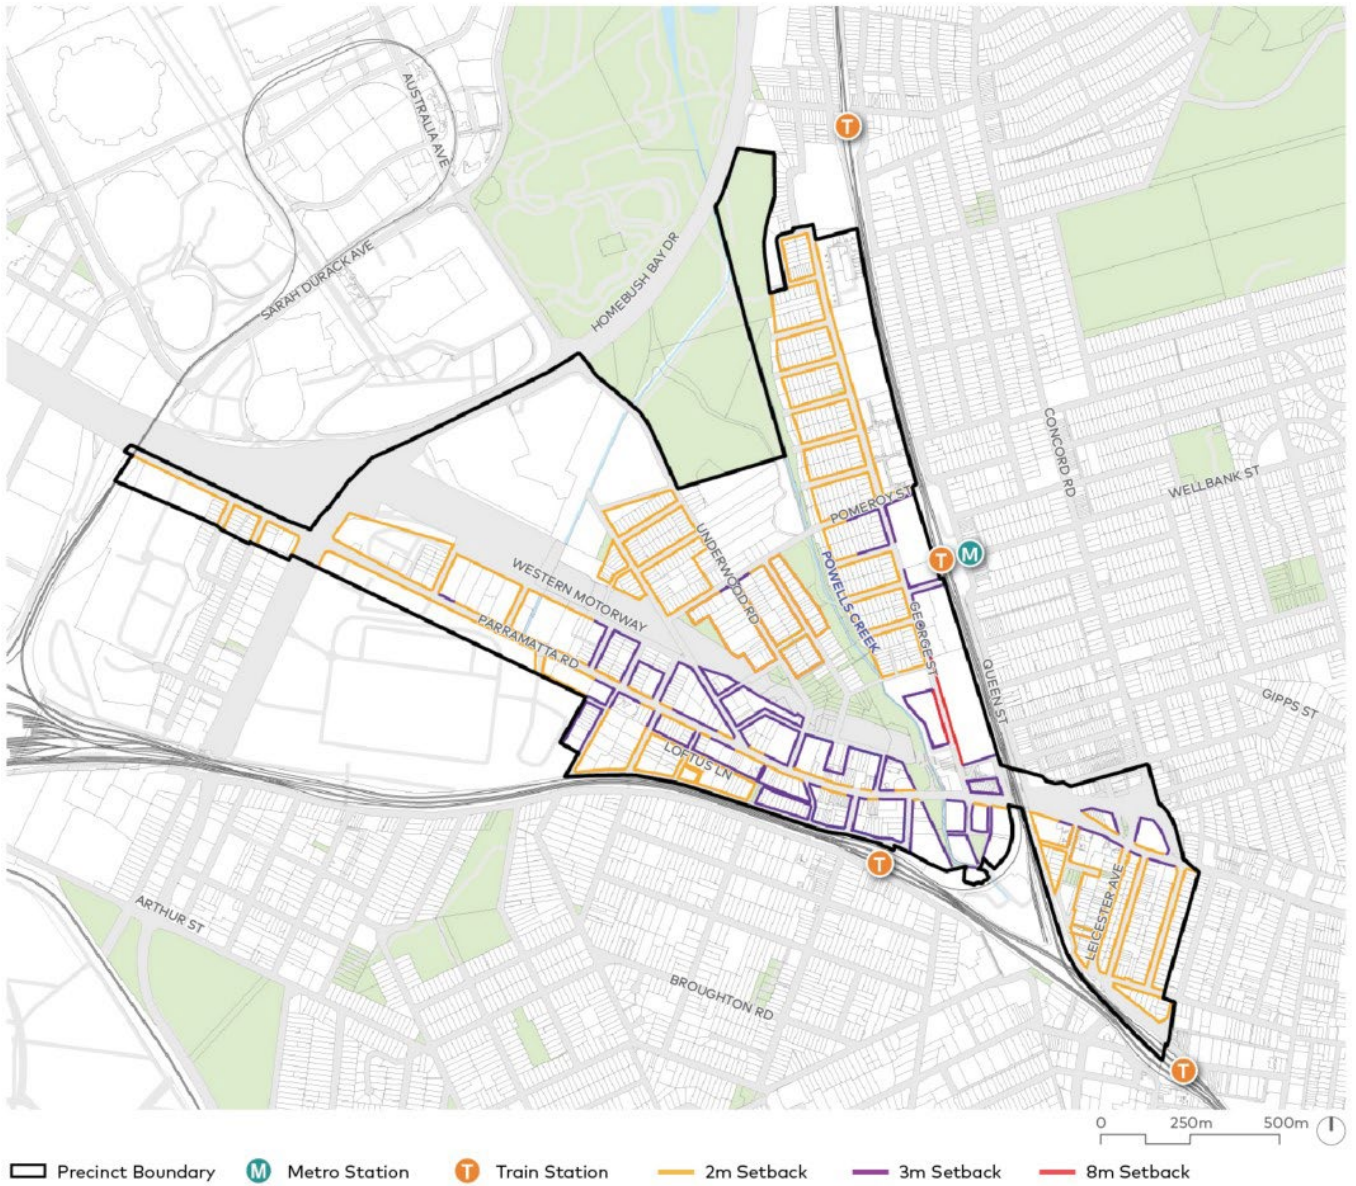 T
AUSTRALIA AVE
SARAH DURACK AVE
HOMEBUSH BAY DR
CONCORD RD
WELLBANK ST
POMEROY ST
UNDERWOOD RD
T M
WESTERN MOTORWAY
POWELLS CREEK
GEORGE ST
PARRAMATTA RD
QUEEN ST
GIPPS ST
LOFTUS LN
T
LEICESTER AVE
ARTHUR ST
BROUGHTON RD
T
0 250m 500m
Precinct Boundary M Metro Station T Train Station 2m Setback 3m Setback 8m Setback